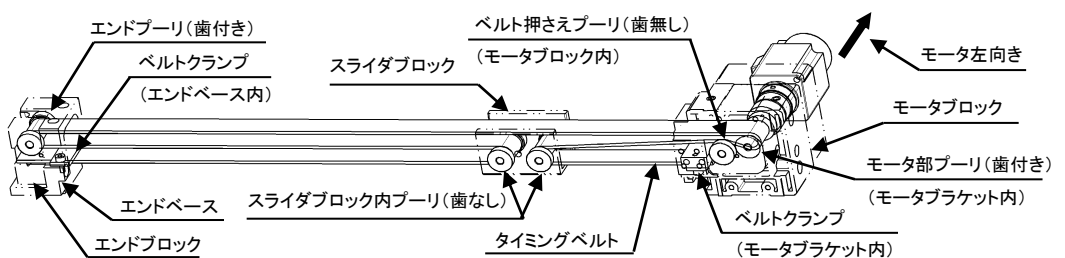 エンドプーリ(歯付き)
ベルトクランプ
(エンドベース内)
スライダブロック
ベルト押さえプーリ(歯無し)
(モータブロック内)
モータ左向き
モータブロック
モータ部プーリ(歯付き)
(モータブラケット内)
エンドベース
エンドブロック
スライダブロック内プーリ(歯なし)
タイミングベルト
ベルトクランプ
(モータブラケット内)